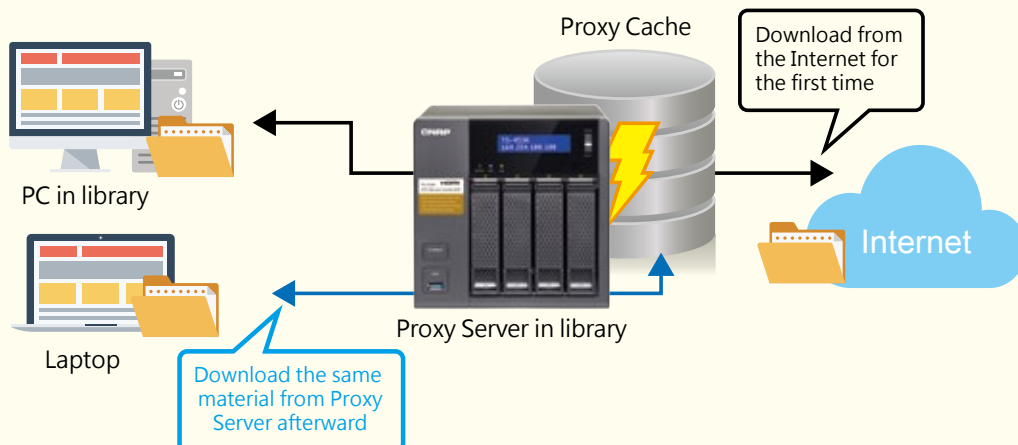 Proxy Cache
Download from
the Internet for
the first time
QNAP
PC in library
Internet
Laptop
Proxy Server in library
Download the same
material from Proxy
Server afterward